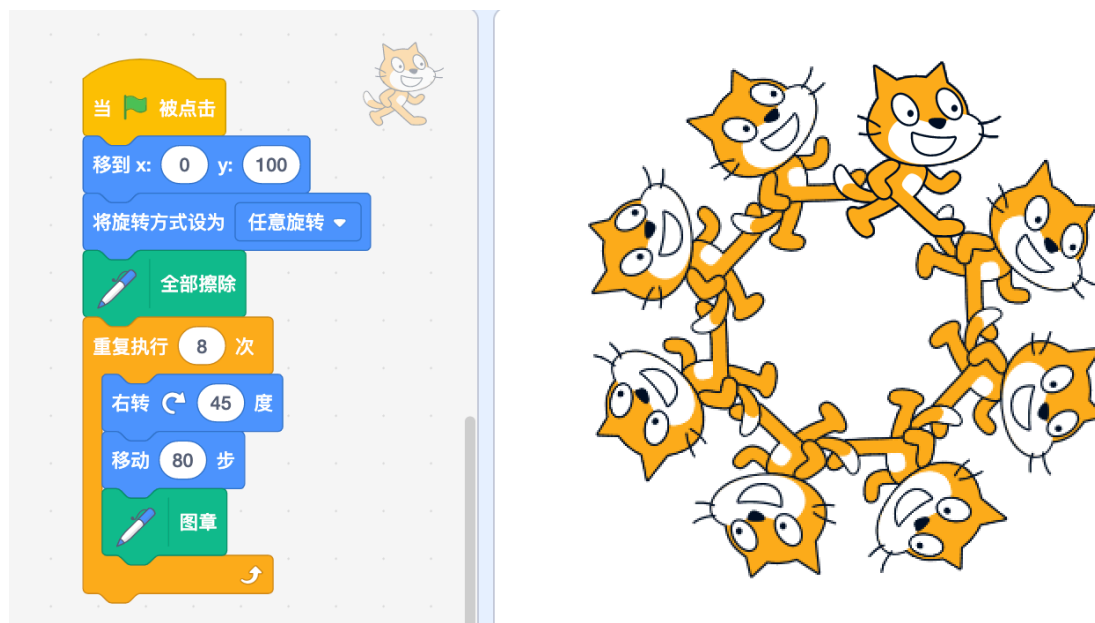 当 被点击
移到 x: 0 y: 100
将旋转方式设为 任意旋转
全部擦除
重复执行 8 次
右转 45 度
移动 80 步
图章